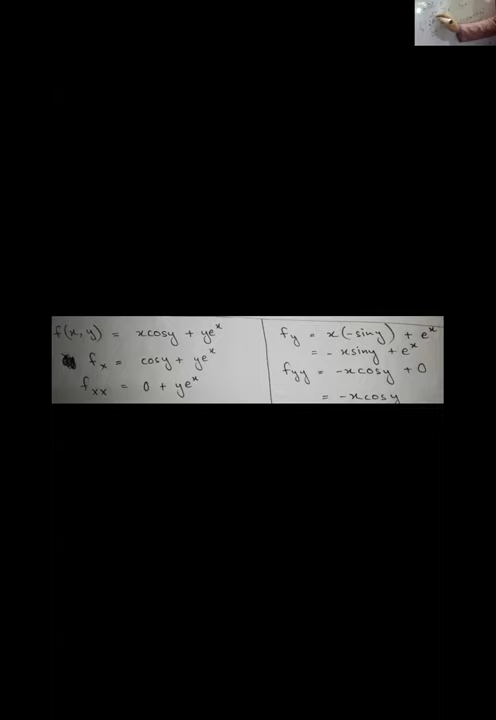 f(x, y) = xcosy + ye^x
f_x = cosy + ye^x
f_xx = 0 + ye^x
f_y = x(-siny) + e^x
= - xsiny + e^x
f_yy = -xcosy + 0
= -xcosy